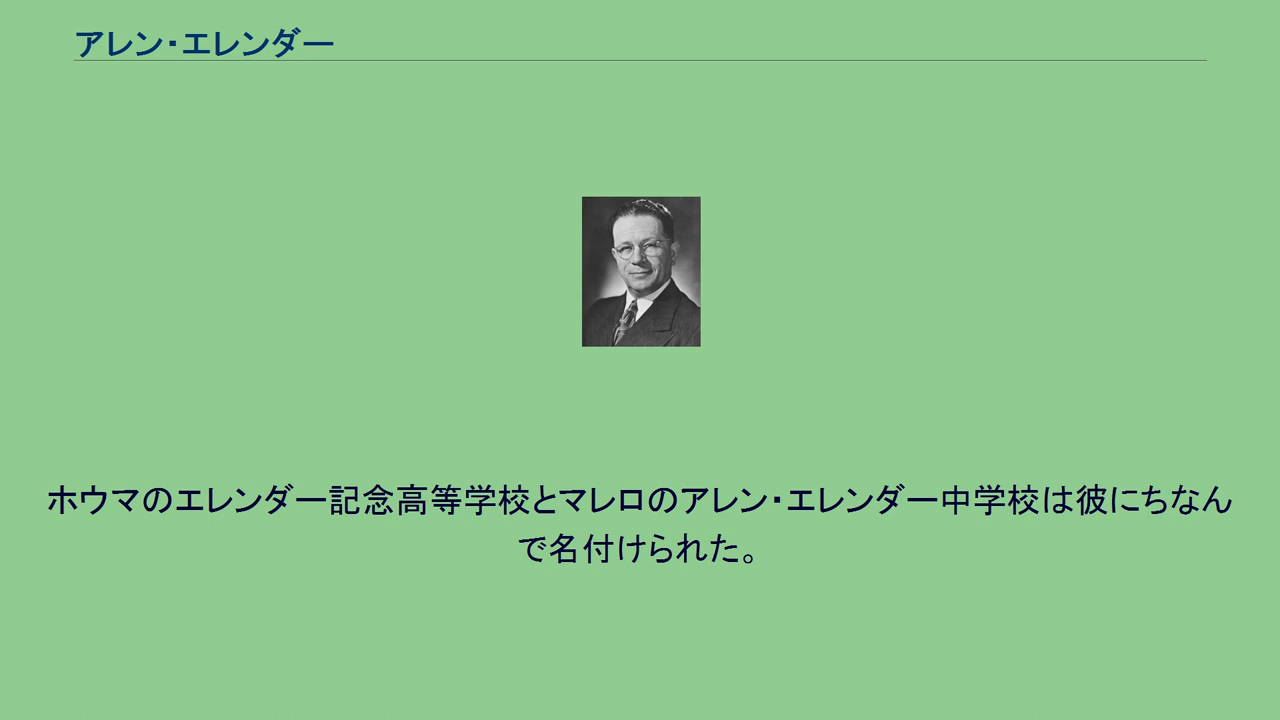 アレン・エレンダー
ホウマのエレンダー記念高等学校とマレロのアレン・エレンダー中学校は彼にちなん
で名付けられた。